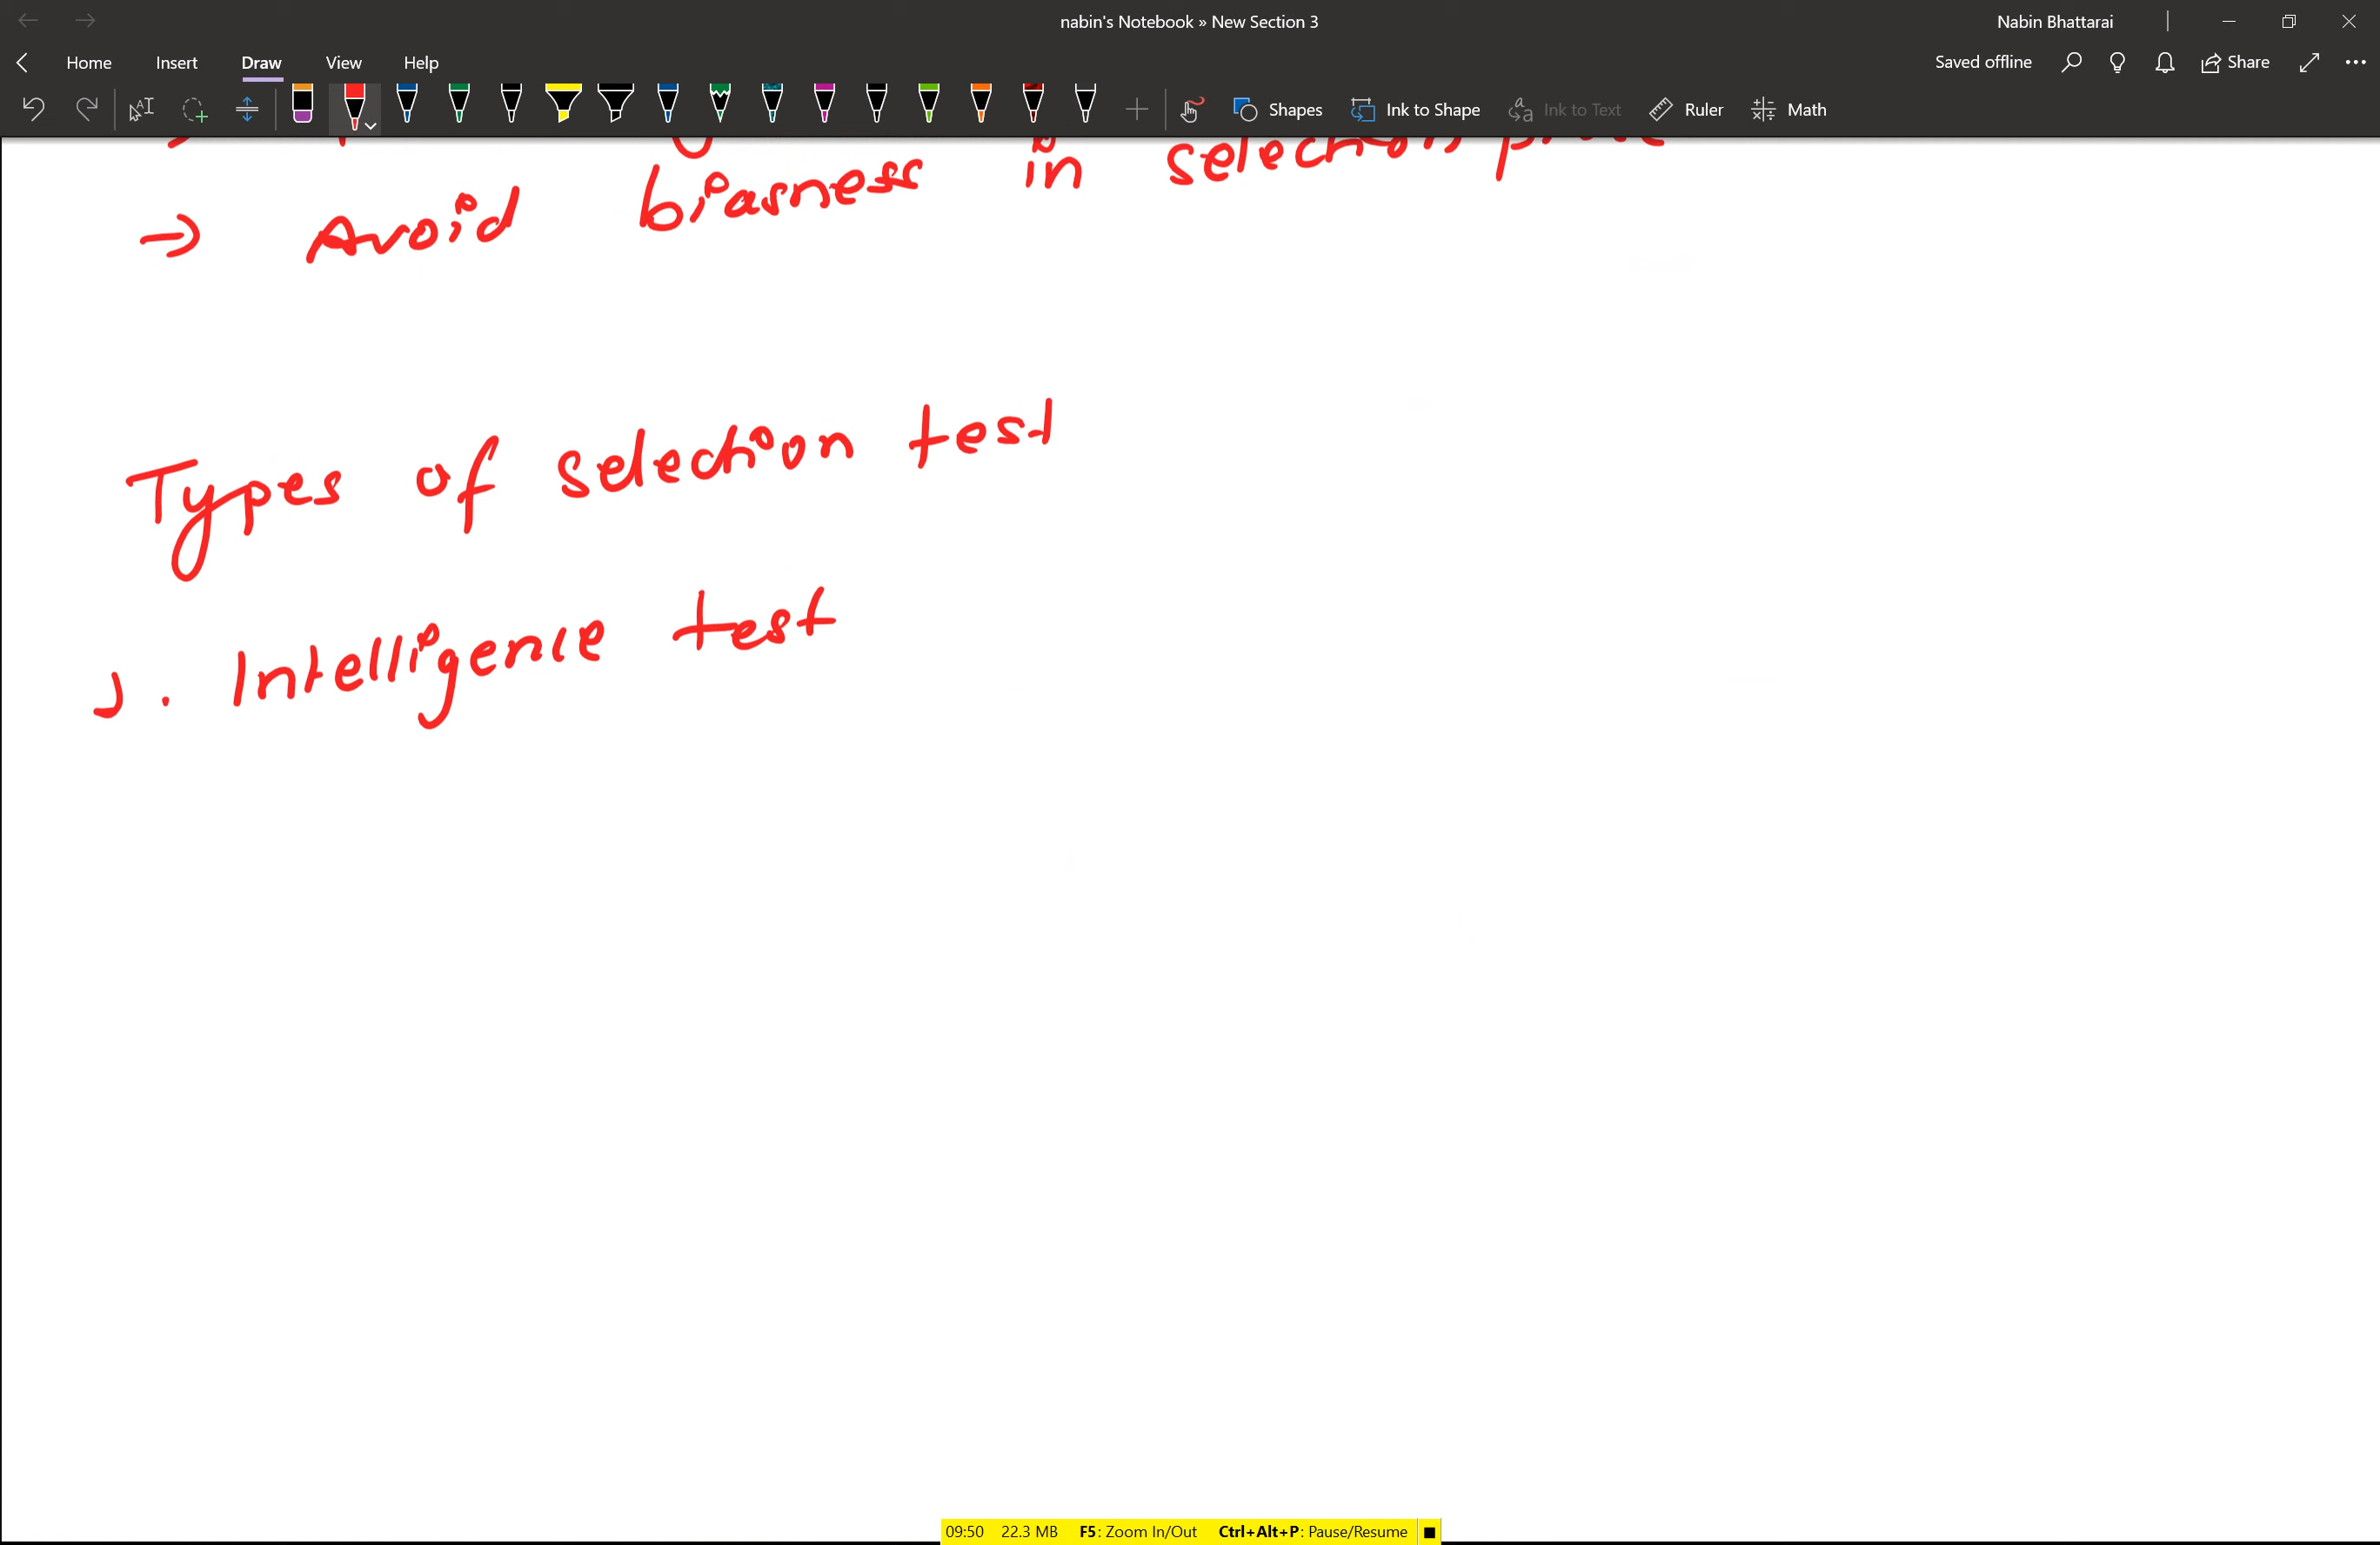 nabin's Notebook » New Section 3
Nabin Bhattarai
Home Insert Draw View Help
Saved offline
Share
Shapes
Ink to Shape
Ink to Text
Ruler
Math
→ Avoid biasness in selection
Types of selection test
1. Intelligence test
09:50 22.3 MB F5: Zoom In/Out Ctrl+Alt+P: Pause/Resume